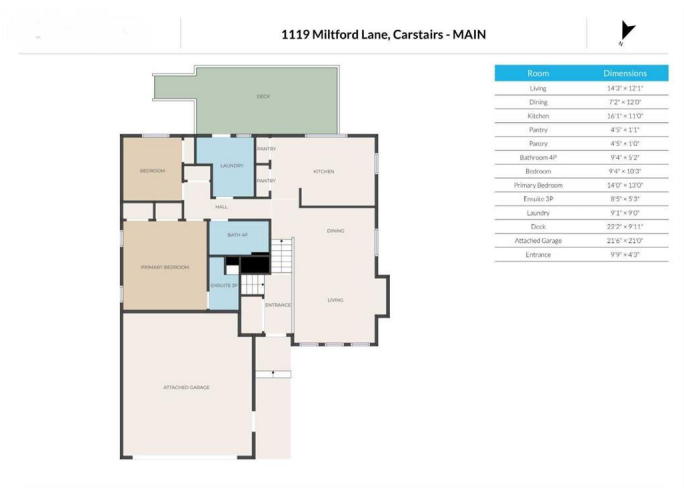 1119 Miltford Lane, Carstairs - MAIN
N
Room Dimensions
Living 14'3" × 12'1"
Dining 7'2" × 12'0"
Kitchen 16'1" × 11'0"
Pantry 4'5" × 1'1"
Pantry 4'5" × 1'0"
Bathroom 4P 9'4" × 5'2"
Bedroom 9'4" × 10'3"
Primary Bedroom 14'0" × 13'0"
Ensuite 3P 8'5" × 5'3"
Laundry 9'1" × 9'0"
Deck 22'2" × 9'11"
Attached Garage 21'6" × 21'0"
Entrance 9'9" × 4'3"
DECK
PANTRY
LAUNDRY
BEDROOM
KITCHEN
PANTRY
HALL
DINING
BATH 4P
PRIMARY BEDROOM
ENSUITE 3P
ENTRANCE
LIVING
ATTACHED GARAGE